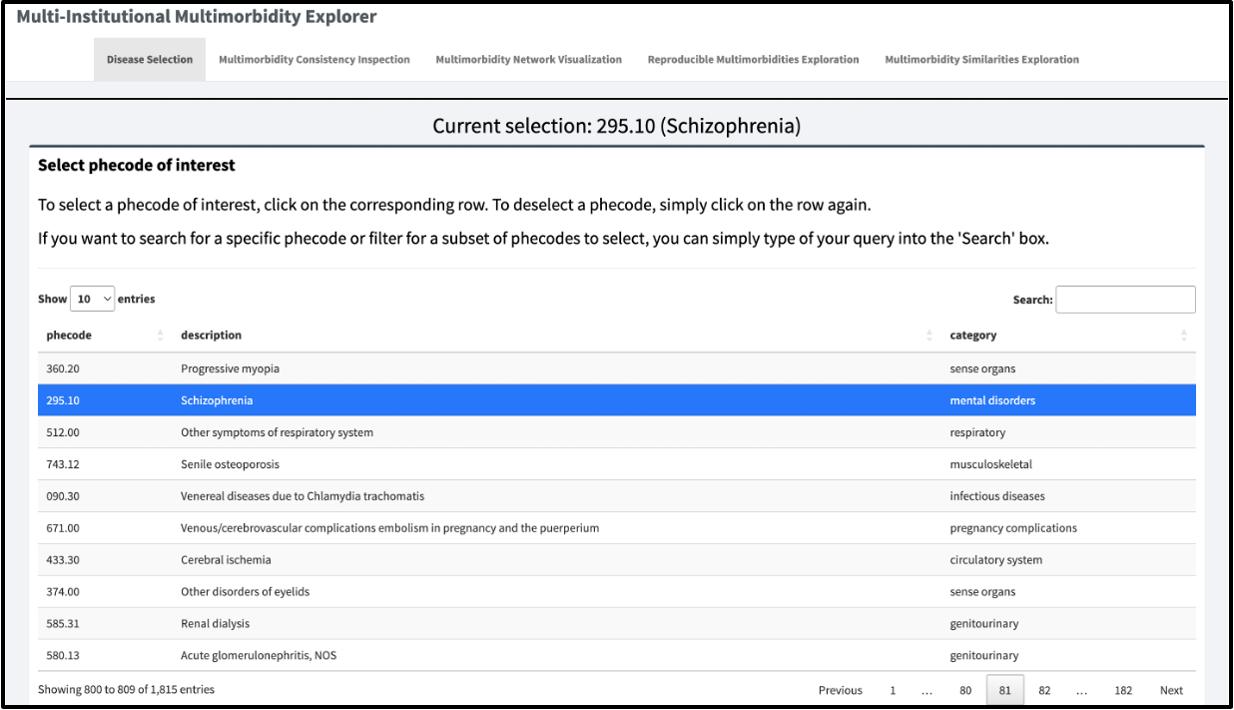 Multi-Institutional Multimorbidity Explorer
Disease Selection Multimorbidity Consistency Inspection Multimorbidity Network Visualization Reproducible Multimorbidities Exploration Multimorbidity Similarities Exploration
Current selection: 295.10 (Schizophrenia)
Select phecode of interest
To select a phecode of interest, click on the corresponding row. To deselect a phecode, simply click on the row again.
If you want to search for a specific phecode or filter for a subset of phecodes to select, you can simply type of your query into the 'Search' box.
Show 10 entries Search:
phecode description category
360.20 Progressive myopia sense organs
295.10 Schizophrenia mental disorders
512.00 Other symptoms of respiratory system respiratory
743.12 Senile osteoporosis musculoskeletal
090.30 Venereal diseases due to Chlamydia trachomatis infectious diseases
671.00 Venous/cerebrovascular complications embolism in pregnancy and the puerperium pregnancy complications
433.30 Cerebral ischemia circulatory system
374.00 Other disorders of eyelids sense organs
585.31 Renal dialysis genitourinary
580.13 Acute glomerulonephritis, NOS genitourinary
Showing 800 to 809 of 1,815 entries Previous 1 ... 80 81 82 ... 182 Next